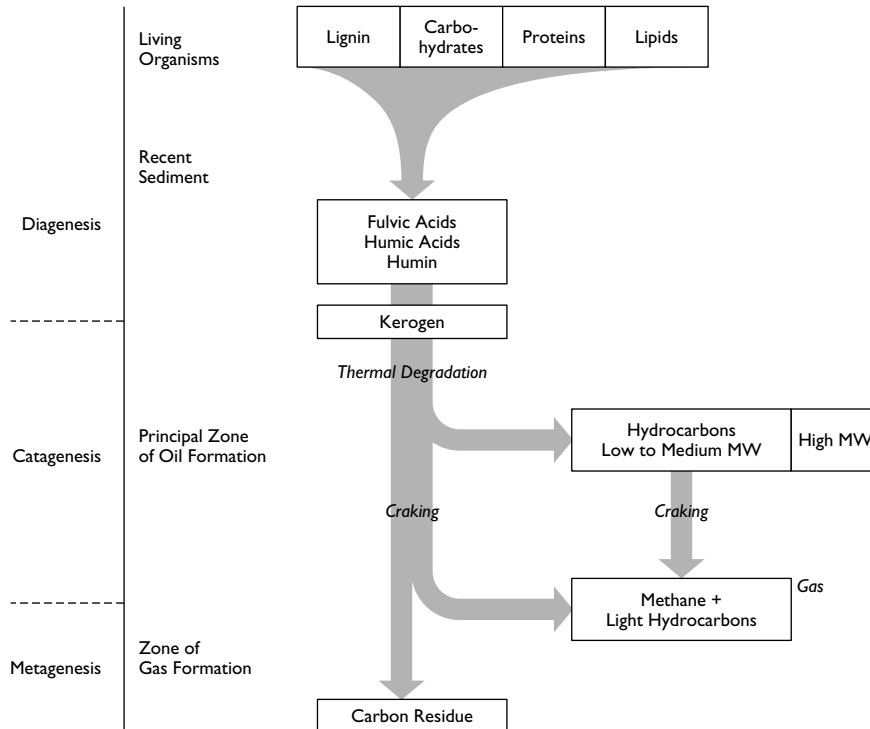 Living
Organisms
Lignin
Carbo-
hydrates
Proteins
Lipids
Recent
Sediment
Diagenesis
Fulvic Acids
Humic Acids
Humin
Kerogen
Thermal Degradation
Catagenesis
Principal Zone
of Oil Formation
Hydrocarbons
Low to Medium MW
High MW
Craking
Craking
Methane +
Light Hydrocarbons
Gas
Metagenesis
Zone of
Gas Formation
Carbon Residue